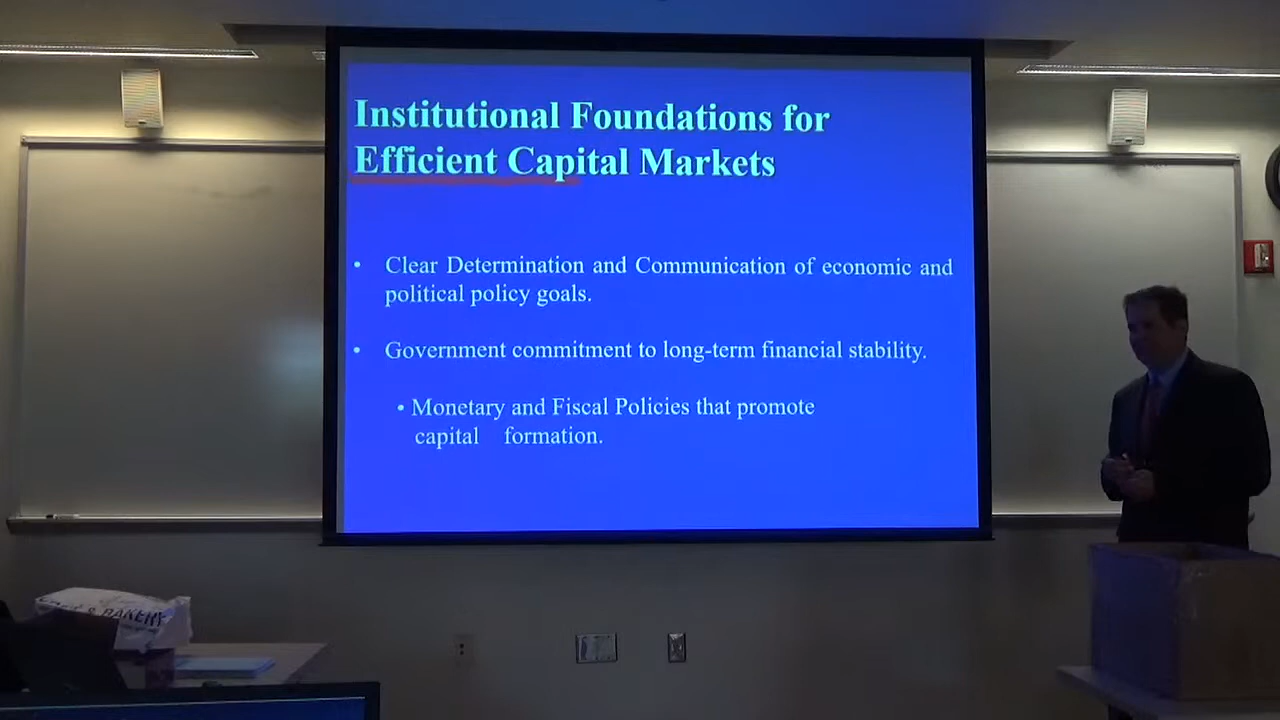 Institutional Foundations for
Efficient Capital Markets
• Clear Determination and Communication of economic and
political policy goals.
• Government commitment to long-term financial stability.
• Monetary and Fiscal Policies that promote
capital formation.
& BAKERY